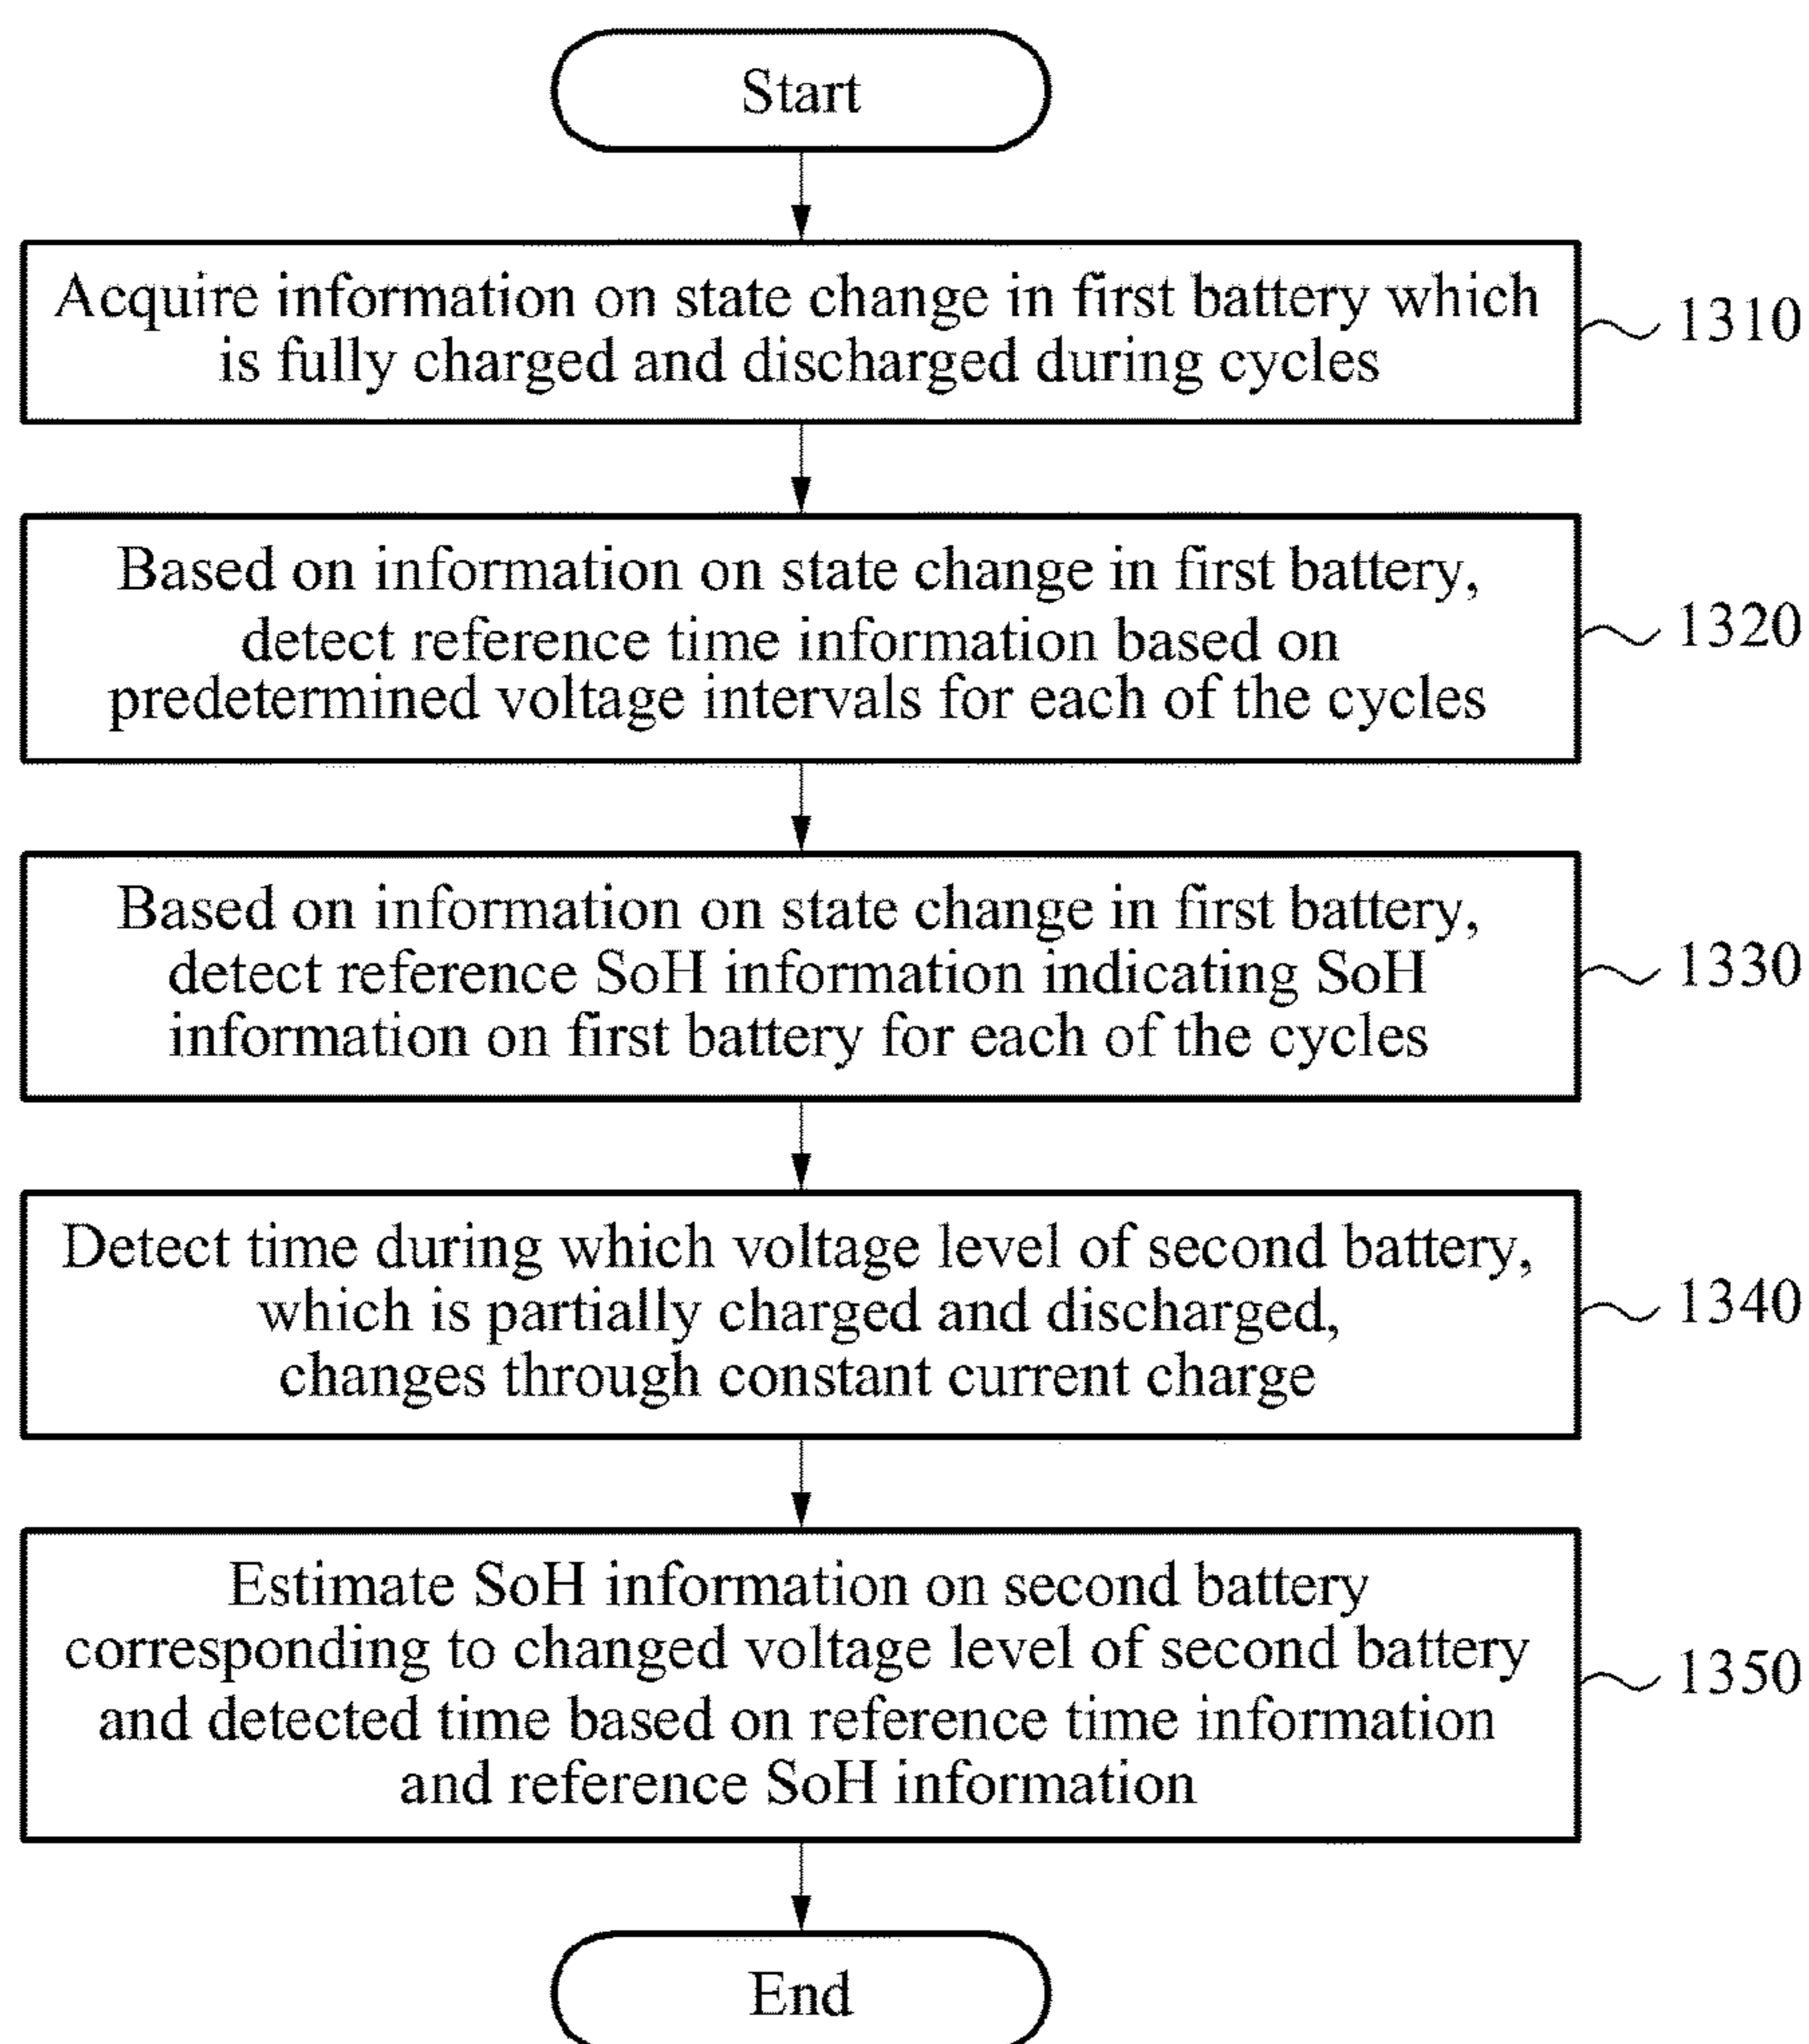 Start
Acquire information on state change in first battery which
is fully charged and discharged during cycles
1310
Based on information on state change in first battery,
detect reference time information based on
predetermined voltage intervals for each of the cycles
1320
Based on information on state change in first battery,
detect reference SoH information indicating SoH
information on first battery for each of the cycles
1330
Detect time during which voltage level of second battery,
which is partially charged and discharged,
changes through constant current charge
1340
Estimate SoH information on second battery
corresponding to changed voltage level of second battery
and detected time based on reference time information
and reference SoH information
1350
End